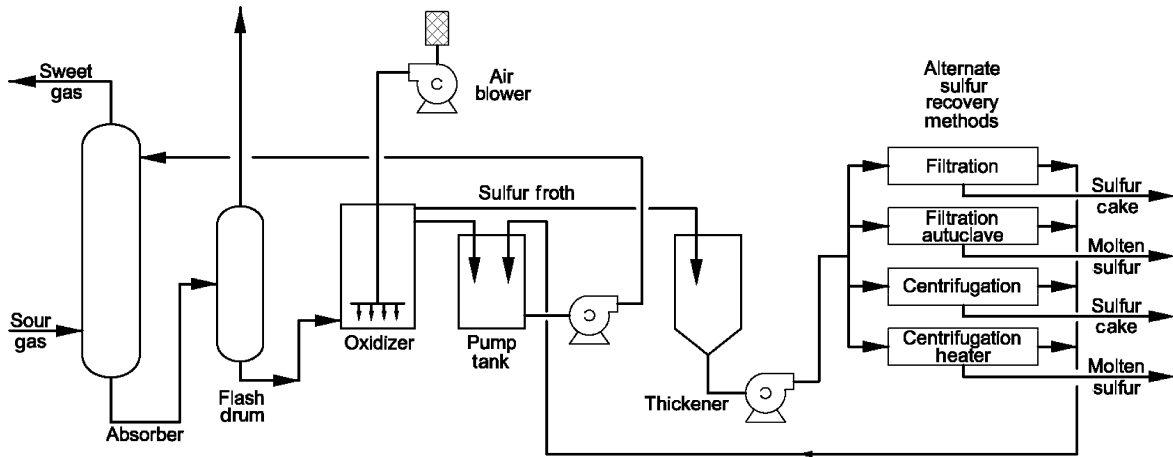 Sweet
gas
Air
blower
Alternate
sulfur
recovery
methods
Sulfur froth
Filtration
Sulfur
cake
Filtration
autuclave
Molten
sulfur
Centrifugation
Sulfur
cake
Centrifugation
heater
Molten
sulfur
Sour
gas
Oxidizer
Pump
tank
Thickener
Flash
drum
Absorber